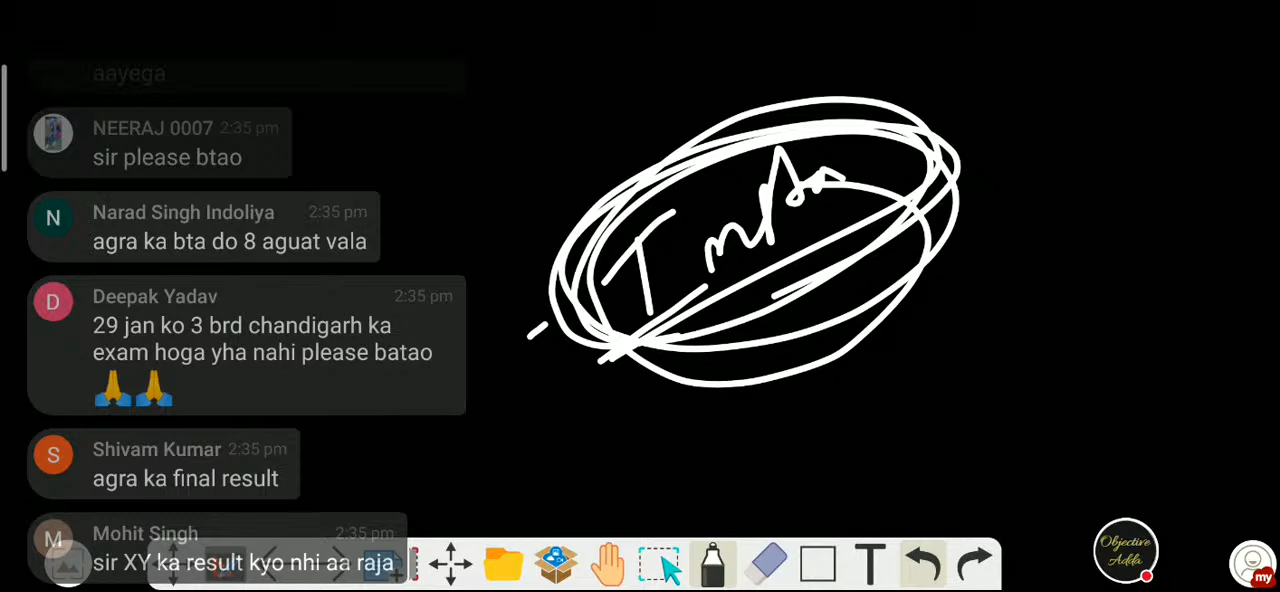 aayega
NEERAJ 0007 2:35 pm
sir please btao
N
Narad Singh Indoliya 2:35 pm
agra ka bta do 8 aguat vala
D
Deepak Yadav 2:35 pm
29 jan ko 3 brd chandigarh ka
exam hoga yha nahi please batao
🙏🙏
S
Shivam Kumar 2:35 pm
agra ka final result
M
Mohit Singh 2:35 pm
sir XY ka result kyo nhi aa raja
T
Objective
Adda
my